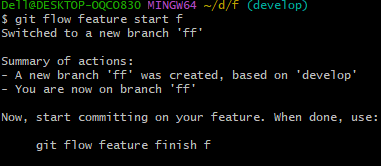 Dell@DESKTOP-OQCO83O MINGW64 ~/d/f (develop)
$ git flow feature start f
Switched to a new branch 'ff'
Summary of actions:
- A new branch 'ff' was created, based on 'develop'
- You are now on branch 'ff'
Now, start committing on your feature. When done, use:
git flow feature finish f